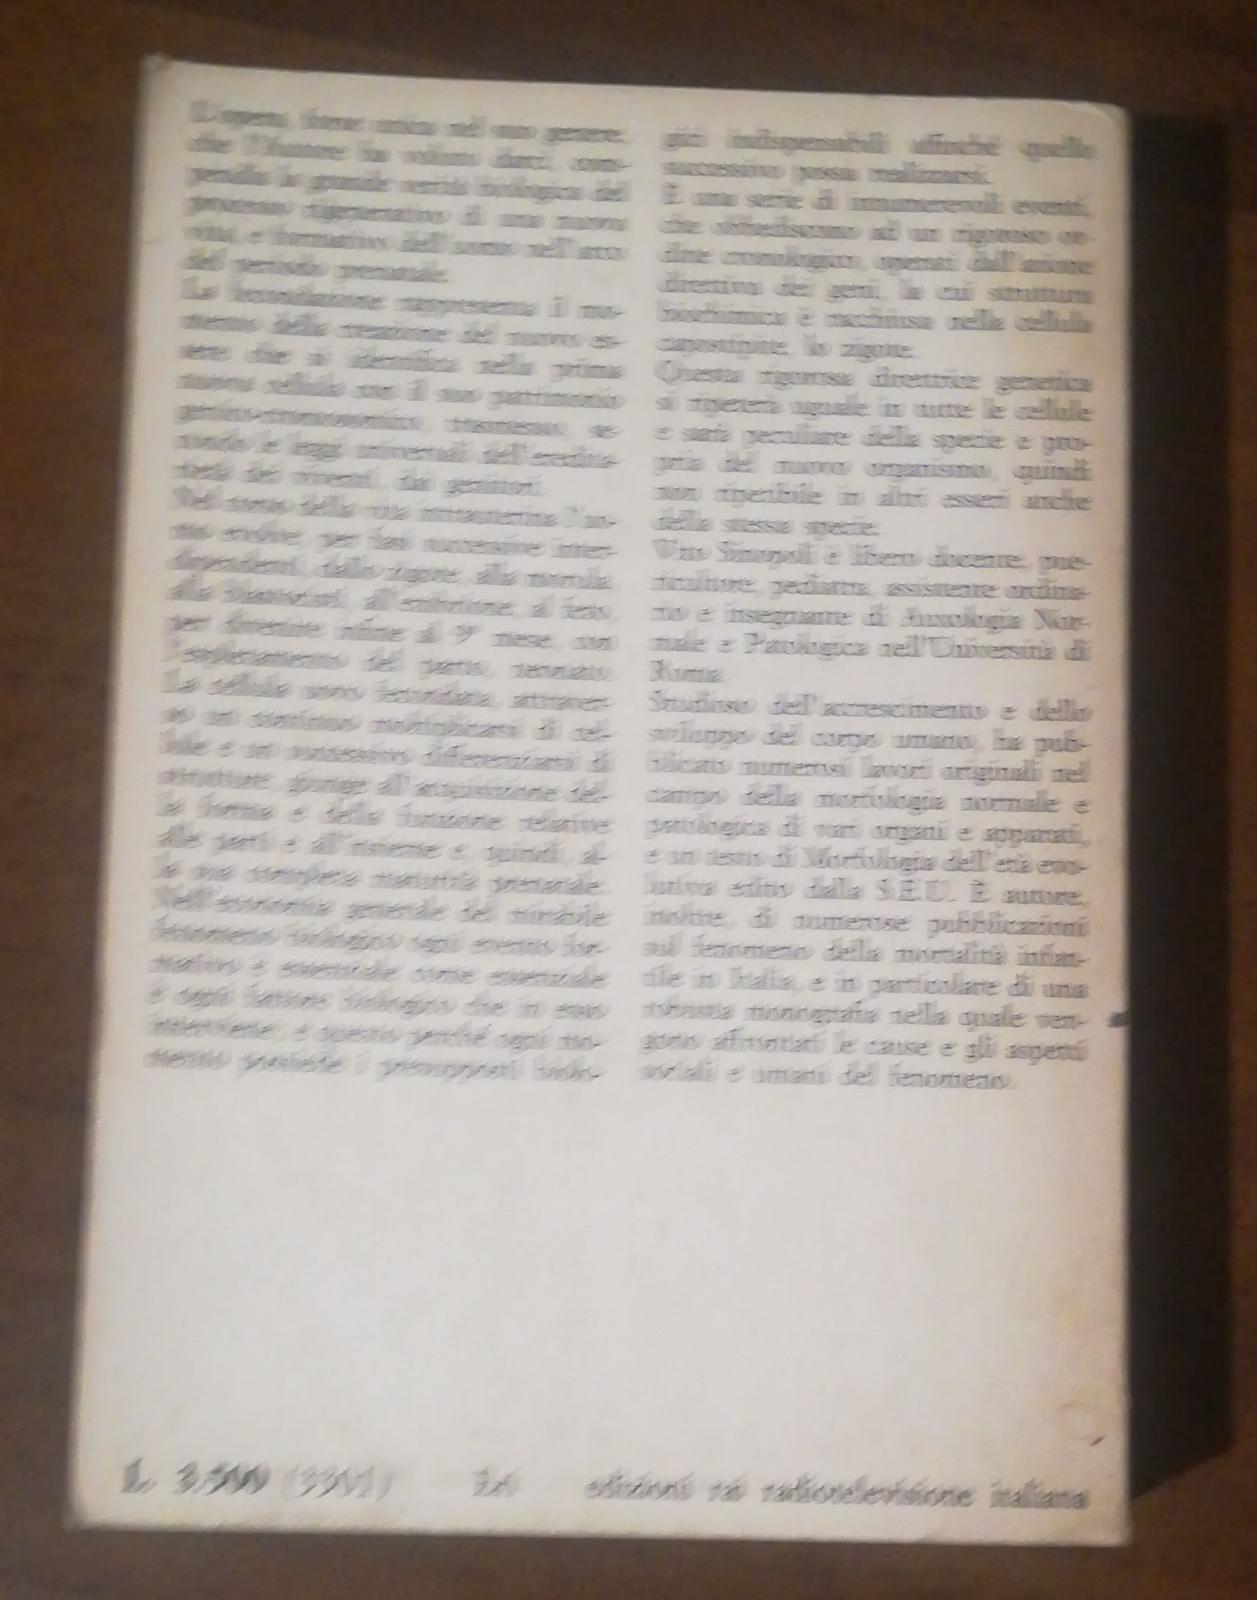 L'opera, forse unica nel suo genere,
che l'Autore ha voluto darci, com-
pendia la grande verità biologica del
processo rigenerativo di una nuova
vita e formativo dell'uomo nell'arco
del periodo prenatale.
La fecondazione rappresenta il mo-
mento della creazione del nuovo es-
sere che si identifica nella prima
nuova cellula con il suo patrimonio
genico-cromosomico, trasmesso, se-
condo le leggi universali dell'eredita-
rietà dei viventi, dai genitori.
Nel corso della vita intrauterina l'uo-
mo evolve, per fasi successive inter-
dipendenti, dallo zigote, alla morula,
alla blastocisti, all'embrione, al feto,
per divenire infine al 9° mese, con
l'espletamento del parto, neonato.
La cellula uovo fecondata, attraver-
so un continuo moltiplicarsi di cel-
lule e un successivo differenziarsi di
strutture, giunge all'acquisizione del-
la forma e della funzione relative
alle parti e all'insieme e, quindi, al-
la sua completa maturità prenatale.
Nell'economia generale del mirabile
fenomeno biologico ogni evento for-
mativo è essenziale come essenziale
è ogni fattore biologico che in esso
interviene; e questo perché ogni mo-
mento possiede i presupposti biolo-
gici indispensabili affinché quello
successivo possa realizzarsi.
È una serie di innumerevoli eventi,
che obbediscono ad un rigoroso or-
dine cronologico, operati dall'azione
direttiva dei geni, la cui struttura
biochimica è racchiusa nella cellula
capostipite, lo zigote.
Questa rigorosa direttrice genetica
si ripeterà uguale in tutte le cellule
e sarà peculiare della specie e pro-
pria del nuovo organismo, quindi
non riperibile in altri esseri anche
della stessa specie.
Vito Sinopoli è libero docente, pue-
ricultore, pediatra, assistente ordina-
rio e insegnante di Auxologia Nor-
male e Patologica nell'Università di
Roma.
Studioso dell'accrescimento e dello
sviluppo del corpo umano, ha pub-
blicato numerosi lavori originali nel
campo della morfologia normale e
patologica di vari organi e apparati,
e un testo di Morfologia dell'età evo-
lutiva edito dalla S.E.U. È autore,
inoltre, di numerose pubblicazioni
sul fenomeno della mortalità infan-
tile in Italia, e in particolare di una
robusta monografia nella quale ven-
gono affrontati le cause e gli aspetti
sociali e umani del fenomeno.
L. 3.500 (3301)
edizioni rai radiotelevisione italiana